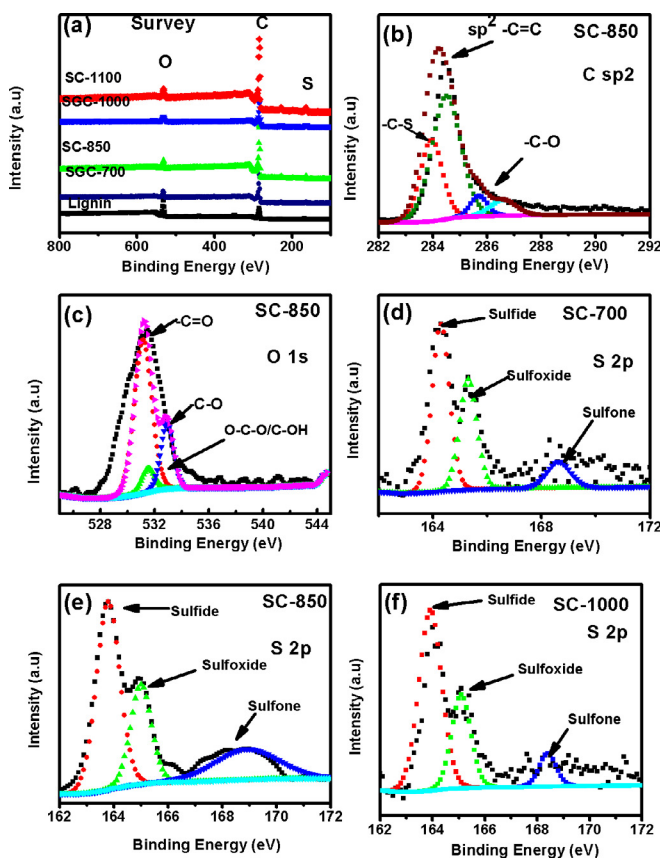 (a) Survey C
O
S
SC-1100
SGC-1000
SC-850
SGC-700
Lignin
800 600 400 200
Binding Energy (eV)
Intensity (a.u)
(b) sp2 -C=C SC-850
C sp2
-C-S
-C-O
282 284 286 288 290 292
Binding Energy (eV)
Intensity (a.u)
(c) SC-850
-C=O
O 1s
C-O
O-C-O/C-OH
528 532 536 540 544
Binding Energy (eV)
Intensity (a.u)
(d) SC-700
Sulfide
S 2p
Sulfoxide
Sulfone
164 166 168 170 172
Binding Energy (eV)
Intensity (a.u)
(e) SC-850
Sulfide
S 2p
Sulfoxide
Sulfone
162 164 166 168 170 172
Binding Energy (eV)
Intensity (a.u)
(f) Sulfide SC-1000
S 2p
Sulfoxide
Sulfone
162 164 166 168 170 172
Binding Energy (eV)
Intensity (a.u)